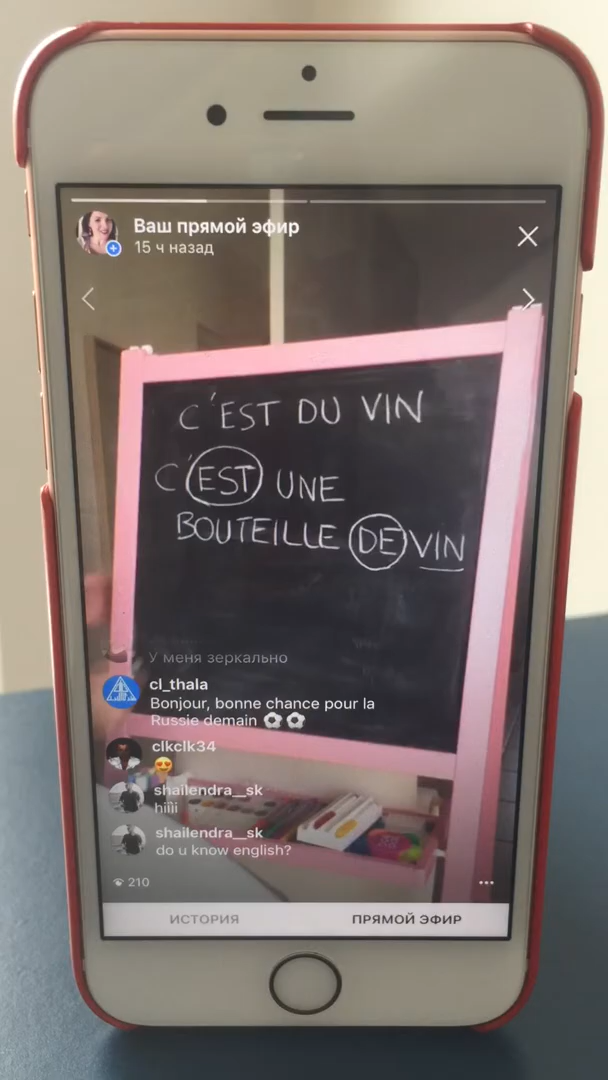 Ваш прямой эфир
15 ч назад
C'EST DU VIN
C'EST UNE
BOUTEILLE DE VIN
У меня зеркально
cl_thala
Bonjour, bonne chance pour la
Russie demain ⚽⚽
clkclk34
😍
shailendra__sk
hiiii
shailendra__sk
do u know english?
210
ИСТОРИЯ
ПРЯМОЙ ЭФИР